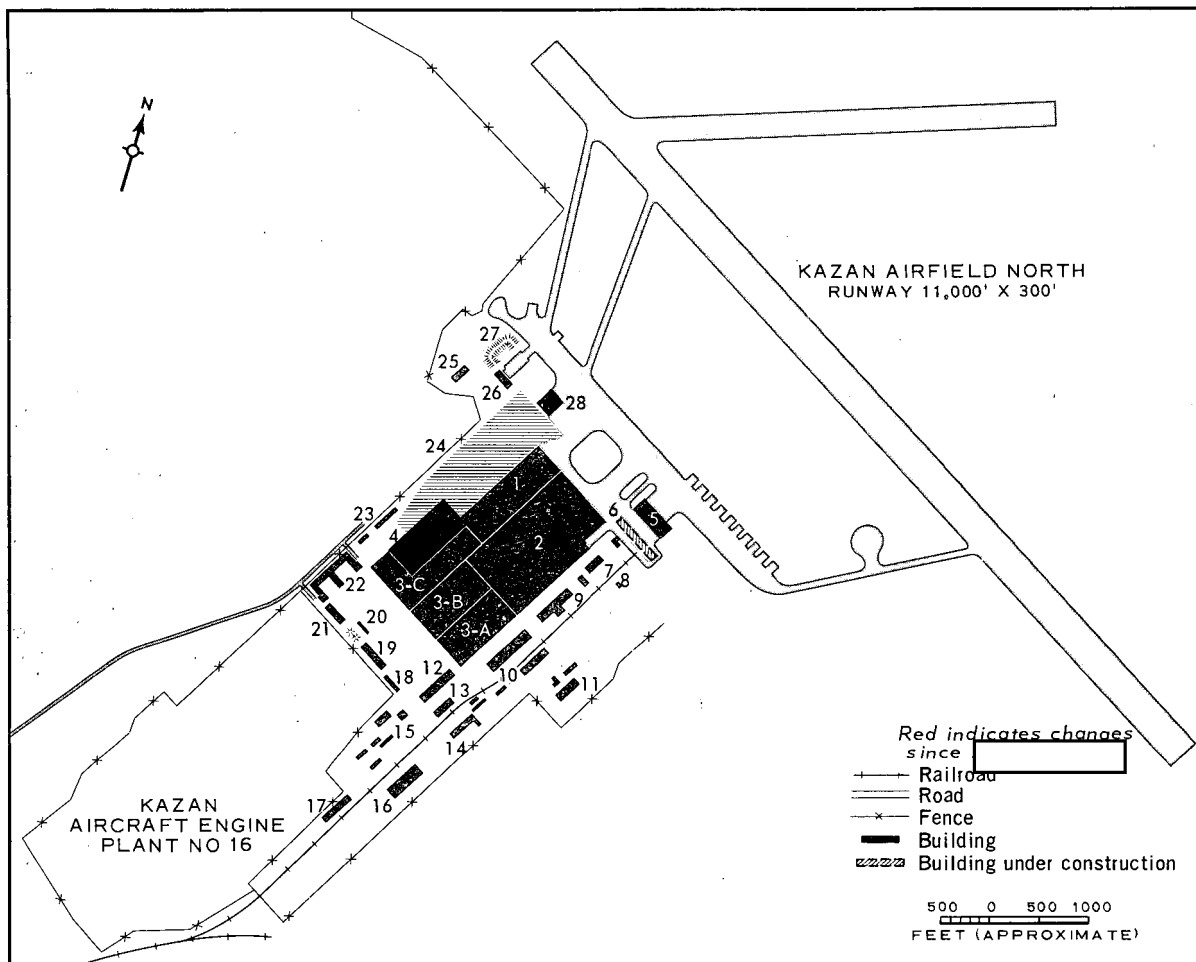 N
KAZAN AIRFIELD NORTH
RUNWAY 11,000' X 300'
27
25
26
28
24
1
23
4
6
5
2
3-C
7
8
22
3-B
9
20
21
3-A
19
10
18
12
11
13
15
14
Red indicates changes
since
Railroad
Road
Fence
Building
Building under construction
16
17
KAZAN
AIRCRAFT ENGINE
PLANT NO 16
500 0 500 1000
FEET (APPROXIMATE)